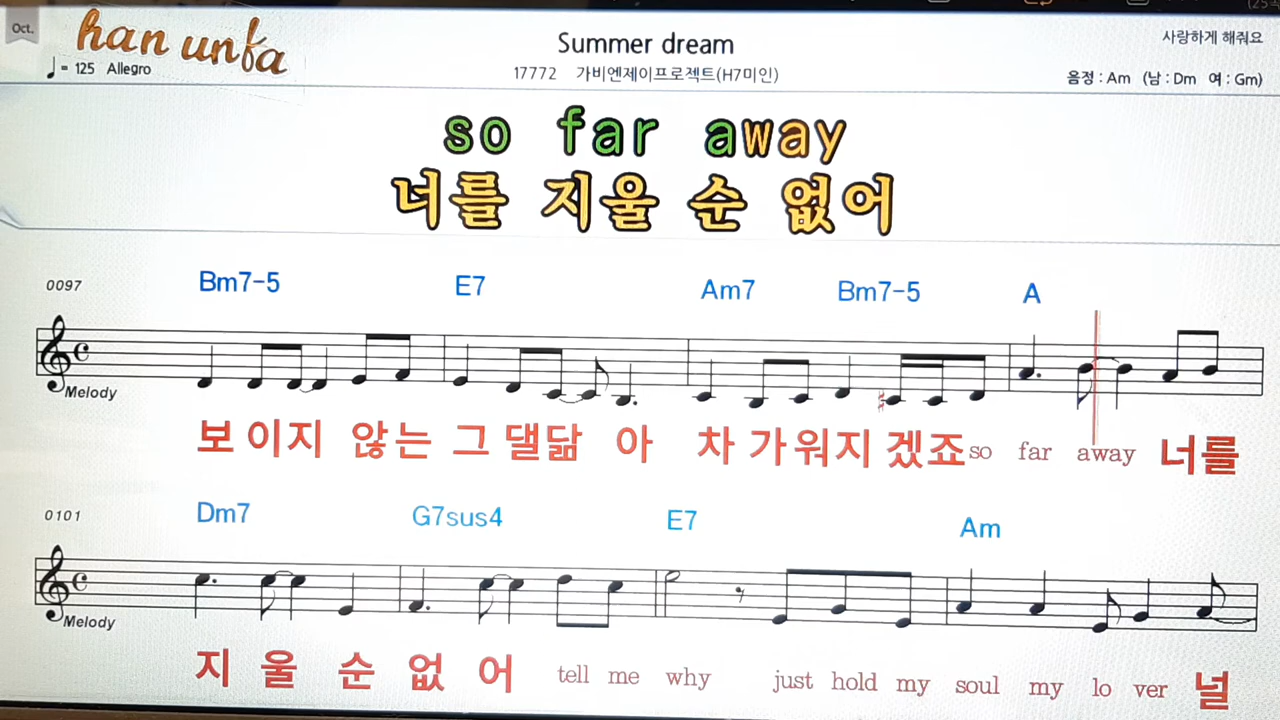 Oct.
han unfa
Summer dream
사랑하게 해줘요
♩= 125 Allegro
17772 가비엔제이프로젝트(H7미인)
음정 : Am (남 : Dm 여 : Gm)
so far away
너를 지울 순 없어
0097
Bm7-5 E7 Am7 Bm7-5 A
Melody
보 이지 않 는 그 댈닮 아 차 가워지 겠죠 so far away 너를
0101
Dm7 G7sus4 E7 Am
Melody
지 울 순 없 어 tell me why just hold my soul my lo ver 널